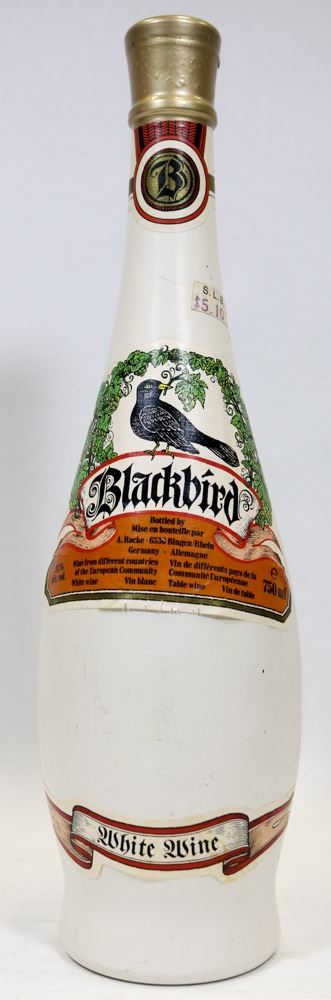 B
S.L.B
$5.10
Blackbird
Bottled by
Mise en bouteille par
A. Racke · 6530 Bingen/Rhein
Germany - Allemagne
Wine from different countries
of the European Community
White wine Vin blanc
Vin de différents pays de la
Communauté Européenne
Table wine Vin de table
e
750 ml
White Wine